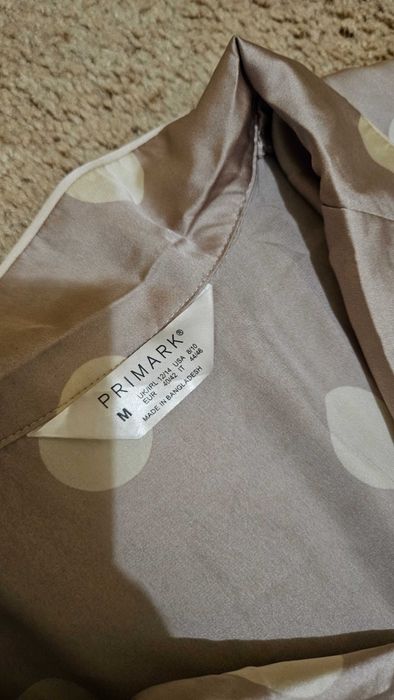 PRIMARK®
M
UK/IRL 12/14 USA 8/10
EUR 40/42 IT 44/46
MADE IN BANGLADESH